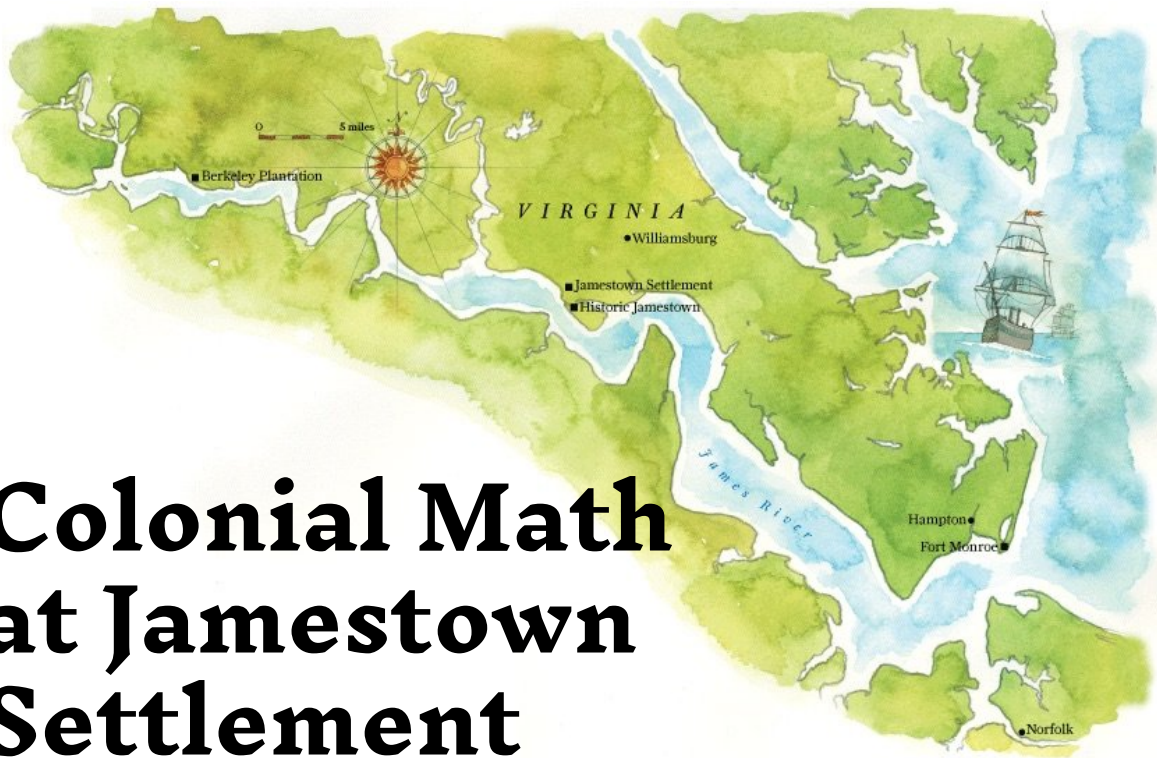 0 5 miles
N
Berkeley Plantation
VIRGINIA
Williamsburg
Jamestown Settlement
Historic Jamestown
James River
Hampton
Fort Monroe
Norfolk
Colonial Math
at Jamestown
Settlement